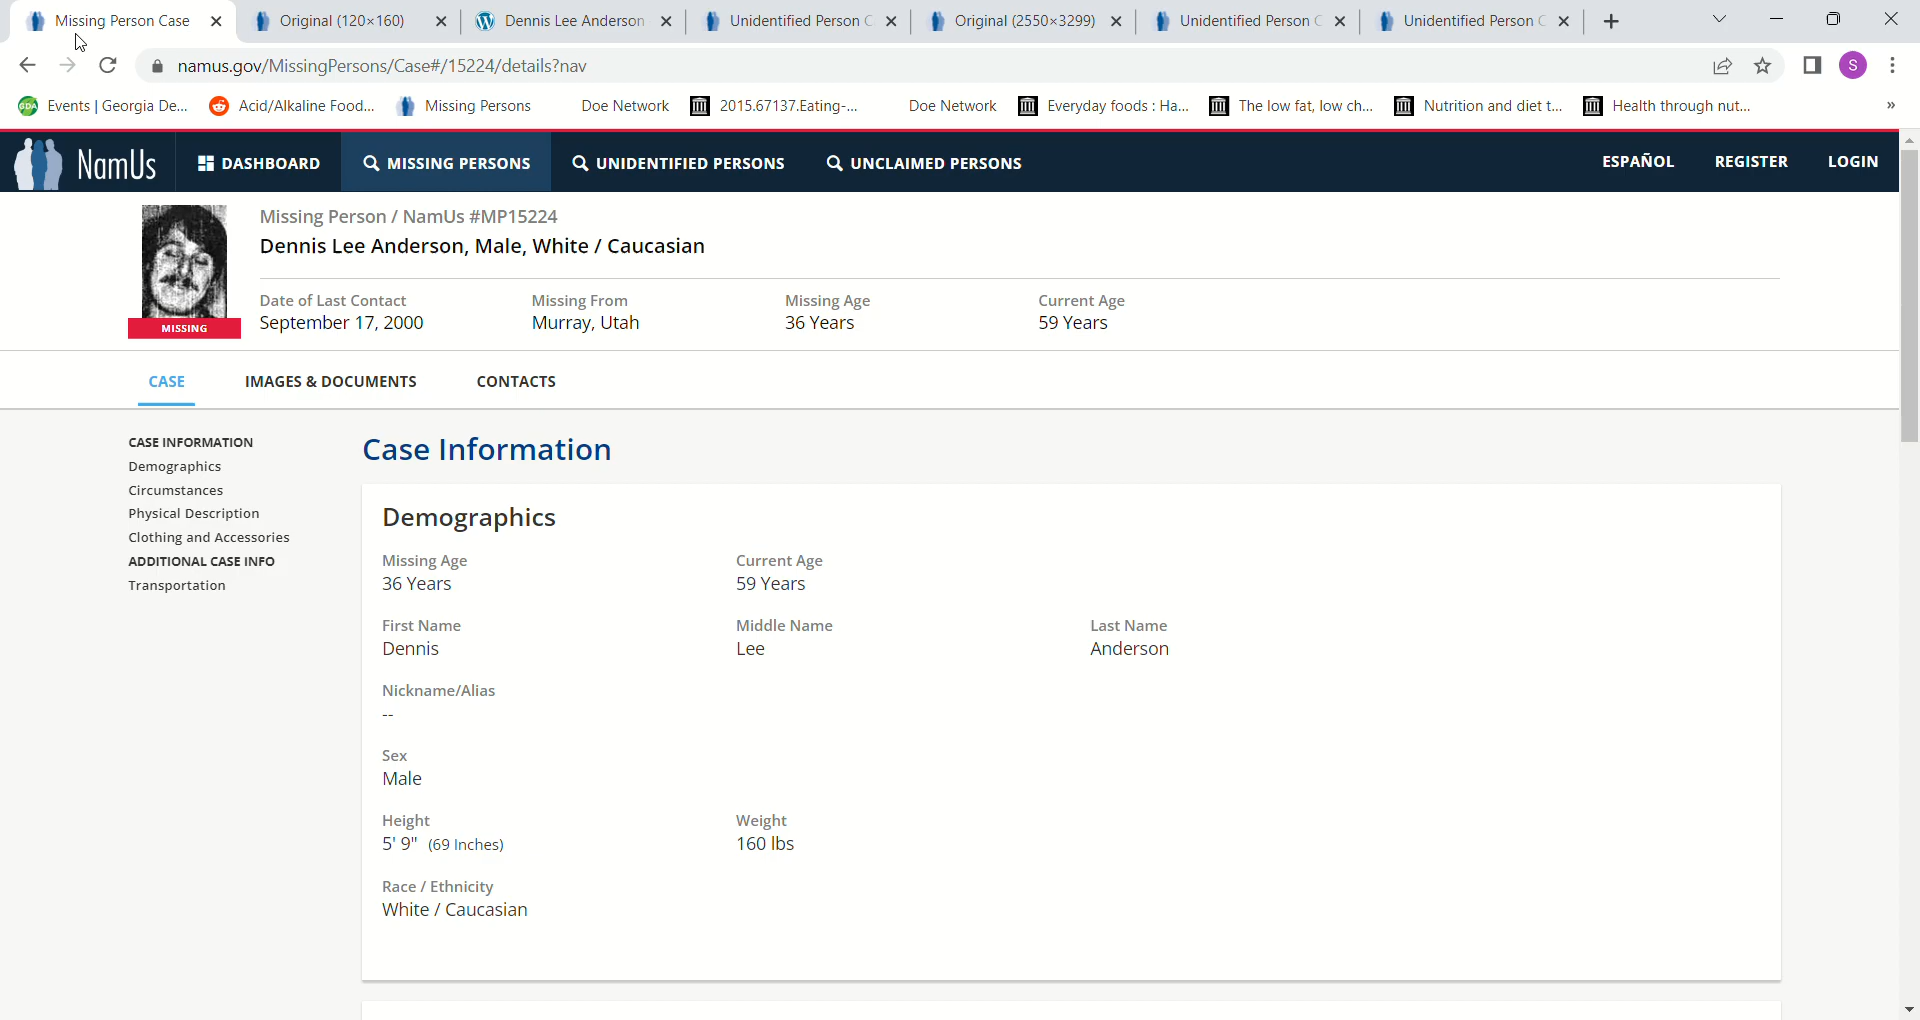 Missing Person Case
Original (120×160)
Dennis Lee Anderson
Unidentified Person C
Original (2550×3299)
Unidentified Person C
Unidentified Person C
namus.gov/MissingPersons/Case#/15224/details?nav
S
GDA Events | Georgia De...
Acid/Alkaline Food...
Missing Persons
Doe Network
2015.67137.Eating-...
Doe Network
Everyday foods : Ha...
The low fat, low ch...
Nutrition and diet t...
Health through nut...
»
NamUs
DASHBOARD
MISSING PERSONS
UNIDENTIFIED PERSONS
UNCLAIMED PERSONS
ESPAÑOL
REGISTER
LOGIN
Missing Person / NamUs #MP15224
Dennis Lee Anderson, Male, White / Caucasian
Date of Last Contact
September 17, 2000
Missing From
Murray, Utah
Missing Age
36 Years
Current Age
59 Years
MISSING
CASE
IMAGES & DOCUMENTS
CONTACTS
CASE INFORMATION
Demographics
Circumstances
Physical Description
Clothing and Accessories
ADDITIONAL CASE INFO
Transportation
Case Information
Demographics
Missing Age
36 Years
Current Age
59 Years
First Name
Dennis
Middle Name
Lee
Last Name
Anderson
Nickname/Alias
--
Sex
Male
Height
5' 9" (69 Inches)
Weight
160 lbs
Race / Ethnicity
White / Caucasian